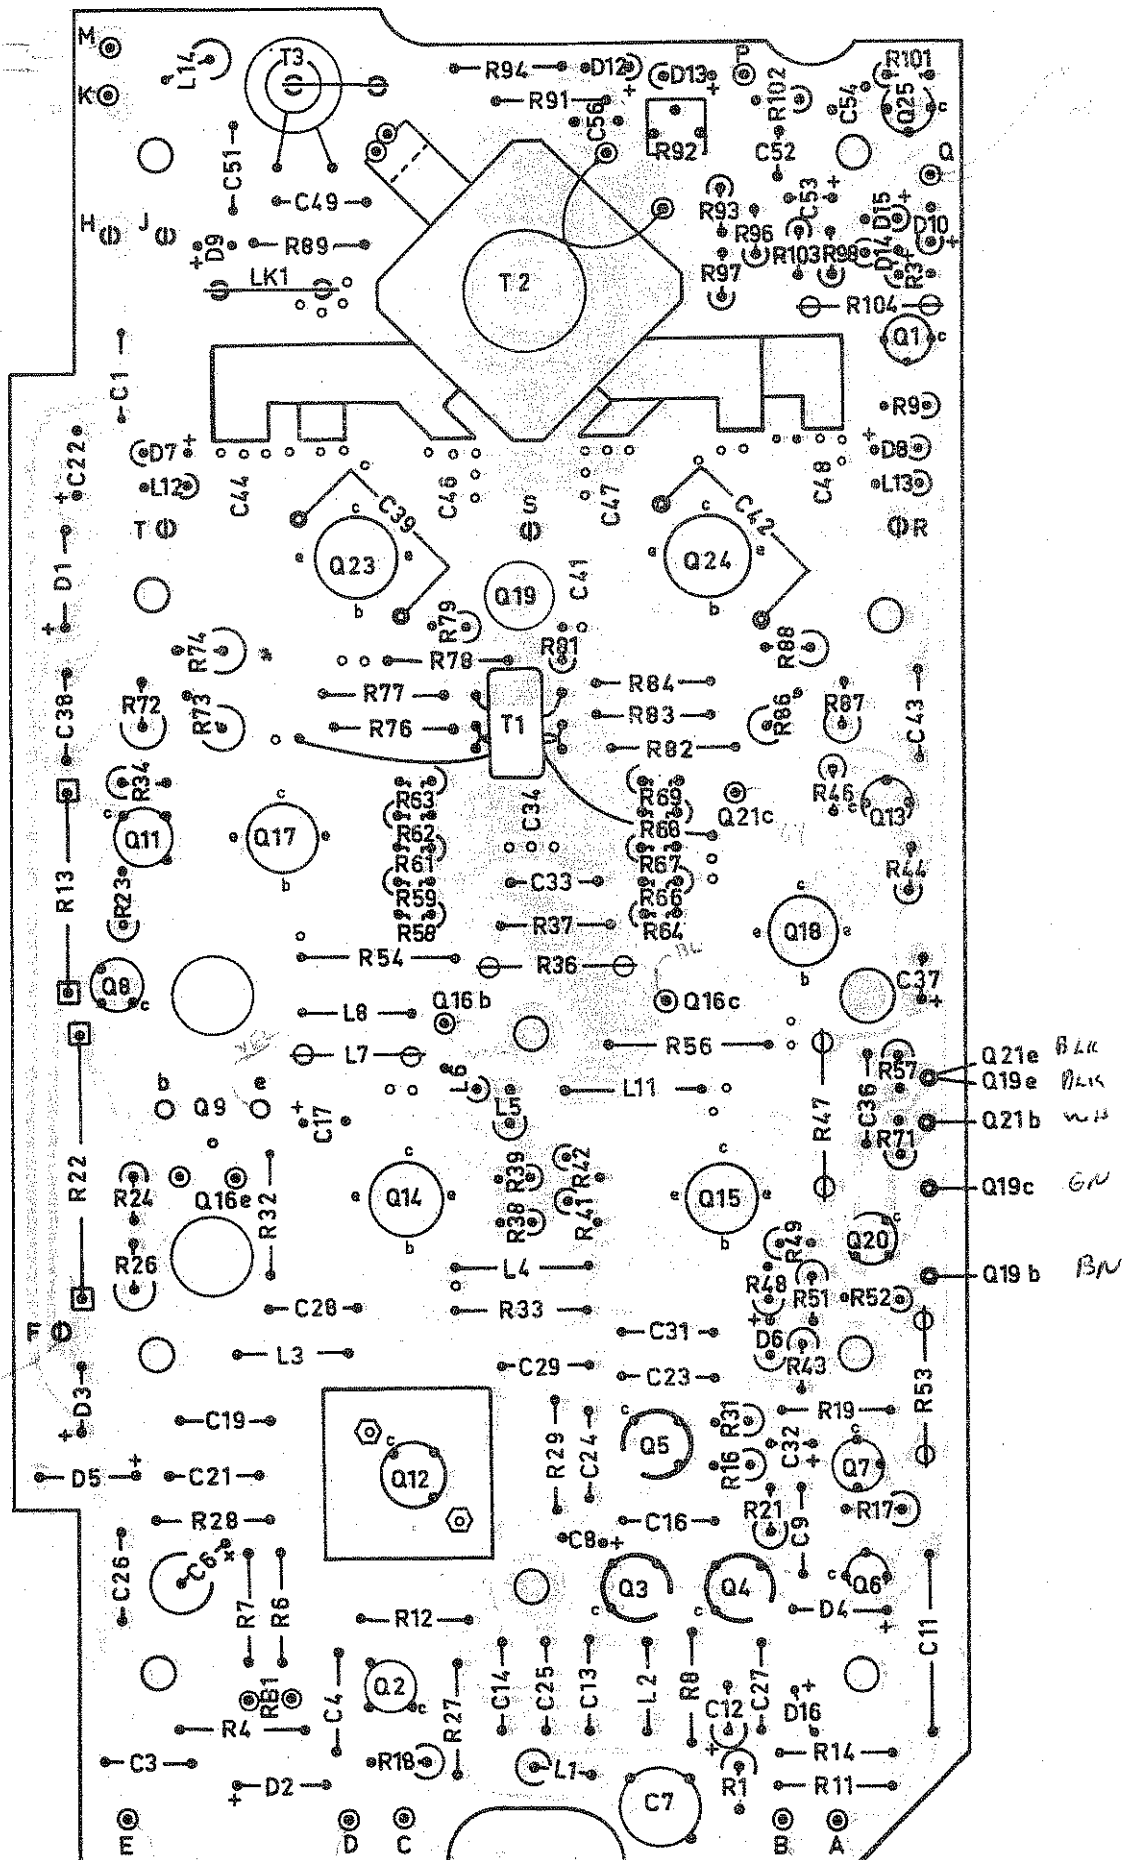 M
L14
T3
R94
D12
D13
P
R101
K
R91
C56
R92
R102
C54
Q25
c
C51
C52
Q
C49
C53
D15
D10
H
J
R93
R96
D9
R89
R97
R103
R98
D14
R3
LK1
T2
R104
Q1
c
C1
R9
C22
D7
D8
L12
C44
c
C46
C47
c
C48
L13
T
C39
S
C42
R
D1
c
e Q23 e
b
Q19
C41
c
e Q24 e
b
R79
R74
*
R78
R81
R88
C38
R72
R73
R77
R76
T1
R84
R83
R82
R86
R87
C43
R34
R63
C34
R69
Q21c
R46
c
Q13
c
Q11
c
e Q17 e
b
R62
R68
R61
R67
R44
R13
R23
R59
C33
R66
R58
R37
R64
c
e Q18 e
b
R54
R36
BL
Q8
c
Q16b
Q16c
C37
L8
R56
L7
L6
R57
Q21e BLK
Q19e BLK
b
e
Q9
C17
L5
L11
R47
C36
Q21b WH
R71
R22
R24
Q16e
R32
c
e Q14 e
b
R39
R42
R38
R41
c
e Q15 e
b
Q19c GN
R49
c
Q20
R26
L4
R48
R51
R52
Q19b BN
F
C28
R33
C31
D6
R43
L3
C29
C23
R53
D3
C19
R29
C24
c
Q5
R31
R19
C32
c
Q7
D5
C21
c
Q12
R16
R28
C8
C16
R21
C9
R17
C26
C6
R7
R6
Q3
c
Q4
c
c
Q6
D4
C11
R12
RB1
C4
Q2
c
R27
C14
C25
C13
L2
R8
C12
C27
D16
R4
C3
R18
L1
R14
D2
C7
R1
R11
E
D
C
B
A